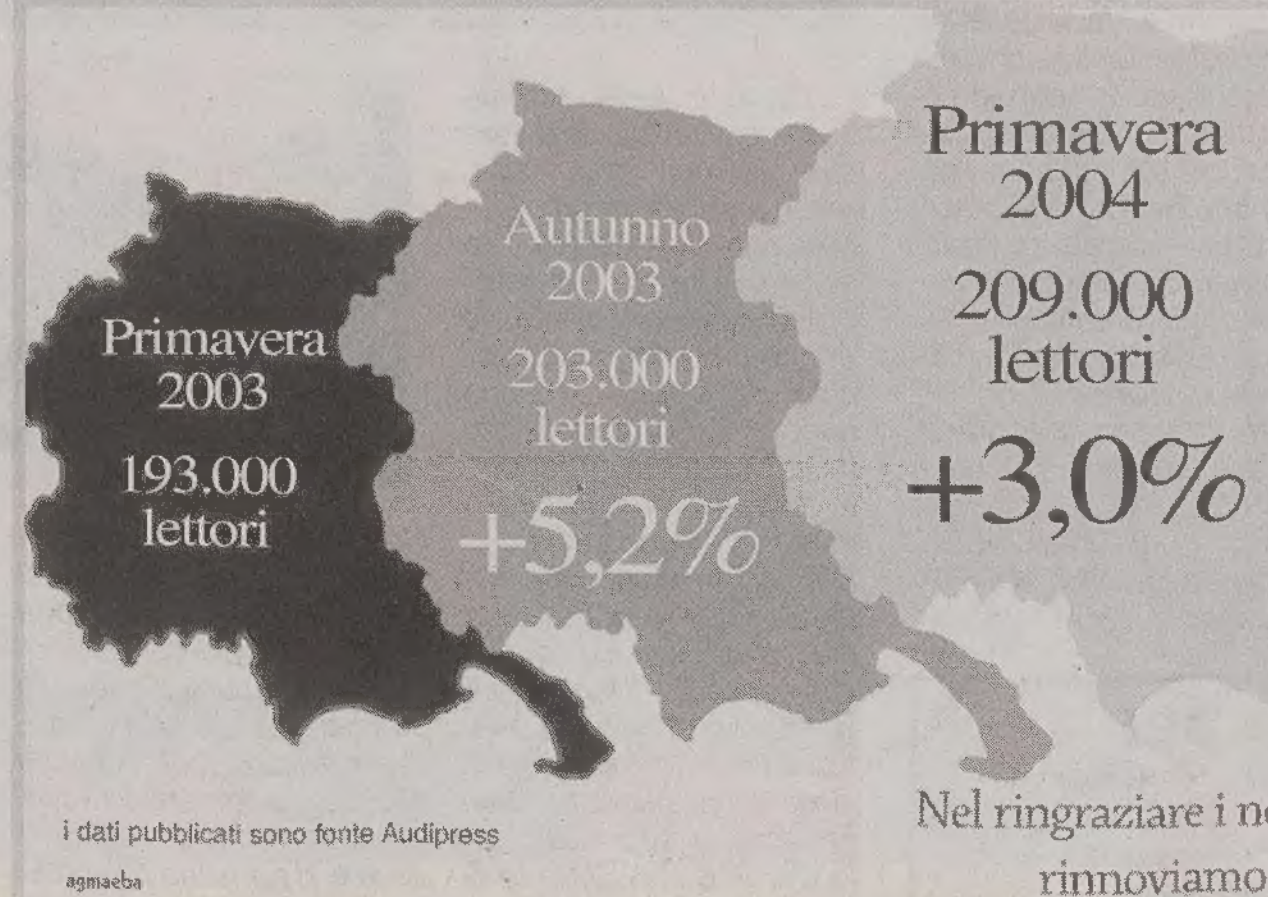 Primavera
2003
193.000
lettori
Autunno
2003
203.000
lettori
+5,2%
Primavera
2004
209.000
lettori
+3,0%
i dati pubblicati sono fonte Audipress
agmaeba
Nel ringraziare i
rinnoviamo